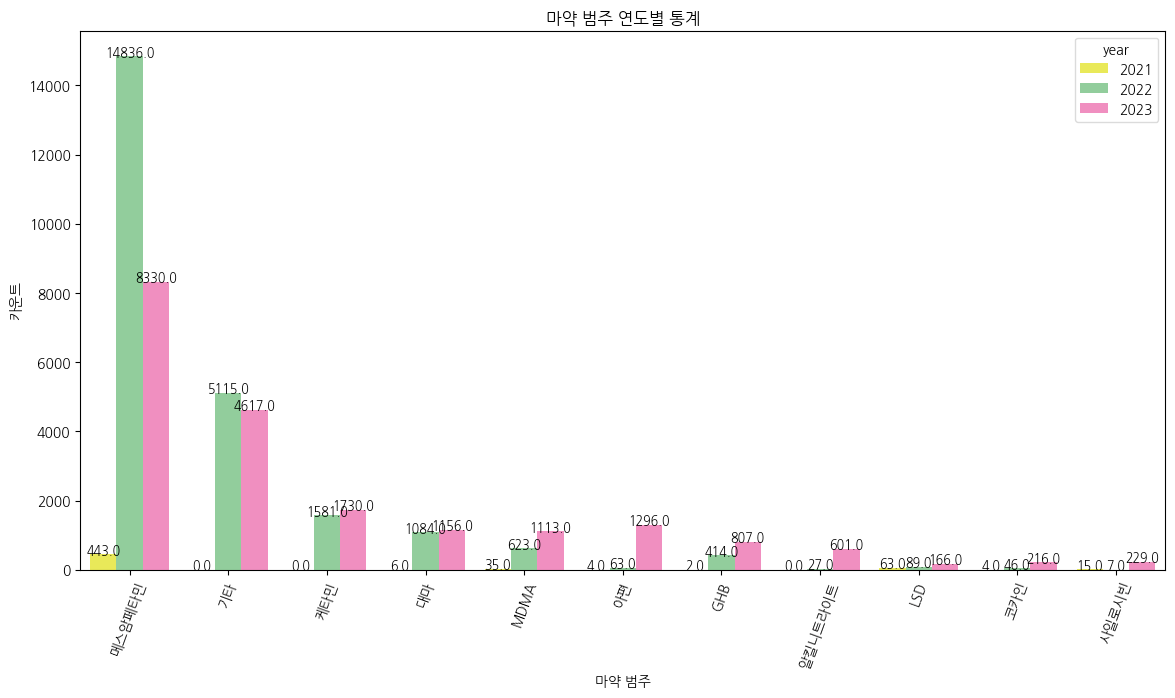 마약 범주 연도별 통계
year
2021
2022
2023
카운트
14000
12000
10000
8000
6000
4000
2000
0
443.0 14836.0 8330.0
0.0 5115.0 4617.0
0.0 1581.0 1730.0
6.0 1084.0 1156.0
35.0 623.0 1113.0
4.0 63.0 1296.0
2.0 414.0 807.0
0.0 27.0 601.0
63.0 89.0 166.0
4.0 46.0 216.0
15.0 7.0 229.0
메스암페타민
기타
케타민
대마
MDMA
아편
GHB
알킬니트라이트
LSD
코카인
사일로시빈
마약 범주